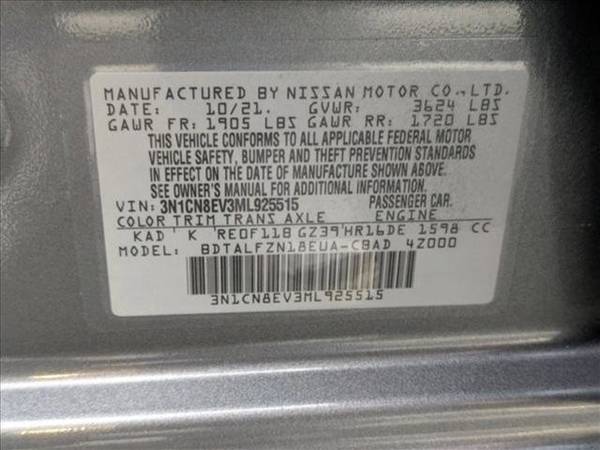 MANUFACTURED BY NISSAN MOTOR CO., LTD.
DATE: 10/21. GVWR: 3624 LBS
GAWR FR: 1905 LBS GAWR RR: 1720 LBS
THIS VEHICLE CONFORMS TO ALL APPLICABLE FEDERAL MOTOR
VEHICLE SAFETY, BUMPER AND THEFT PREVENTION STANDARDS
IN EFFECT ON THE DATE OF MANUFACTURE SHOWN ABOVE.
SEE OWNER'S MANUAL FOR ADDITIONAL INFORMATION.
VIN: 3N1CN8EV3ML925515 PASSENGER CAR.
COLOR TRIM TRANS AXLE ENGINE
KAD ' K 'RE0F11B GZ39'HR16DE 1598 CC
MODEL: BDTALFZN18EUA-CBAD 4Z000
3N1CN8EV3ML925515